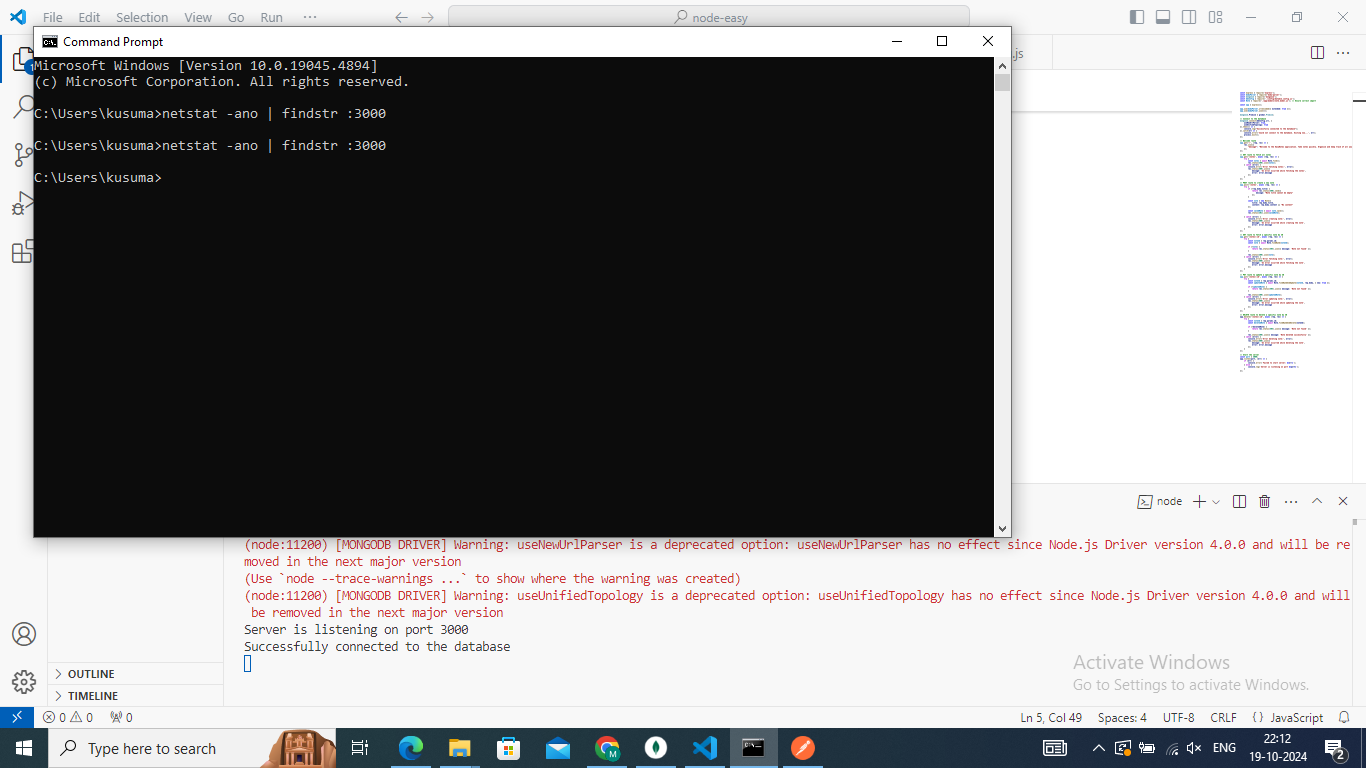 File Edit Selection View Go Run ··· node-easy
Command Prompt
.js
Microsoft Windows [Version 10.0.19045.4894]
(c) Microsoft Corporation. All rights reserved.
C:\Users\kusuma>netstat -ano | findstr :3000
C:\Users\kusuma>netstat -ano | findstr :3000
C:\Users\kusuma>
node
(node:11200) [MONGODB DRIVER] Warning: useNewUrlParser is a deprecated option: useNewUrlParser has no effect since Node.js Driver version 4.0.0 and will be re
moved in the next major version
(Use `node --trace-warnings ...` to show where the warning was created)
(node:11200) [MONGODB DRIVER] Warning: useUnifiedTopology is a deprecated option: useUnifiedTopology has no effect since Node.js Driver version 4.0.0 and will
be removed in the next major version
Server is listening on port 3000
Successfully connected to the database
OUTLINE
TIMELINE
Activate Windows
Go to Settings to activate Windows.
0 0 0 Ln 5, Col 49 Spaces: 4 UTF-8 CRLF {} JavaScript
Type here to search
ENG
22:12
19-10-2024
2